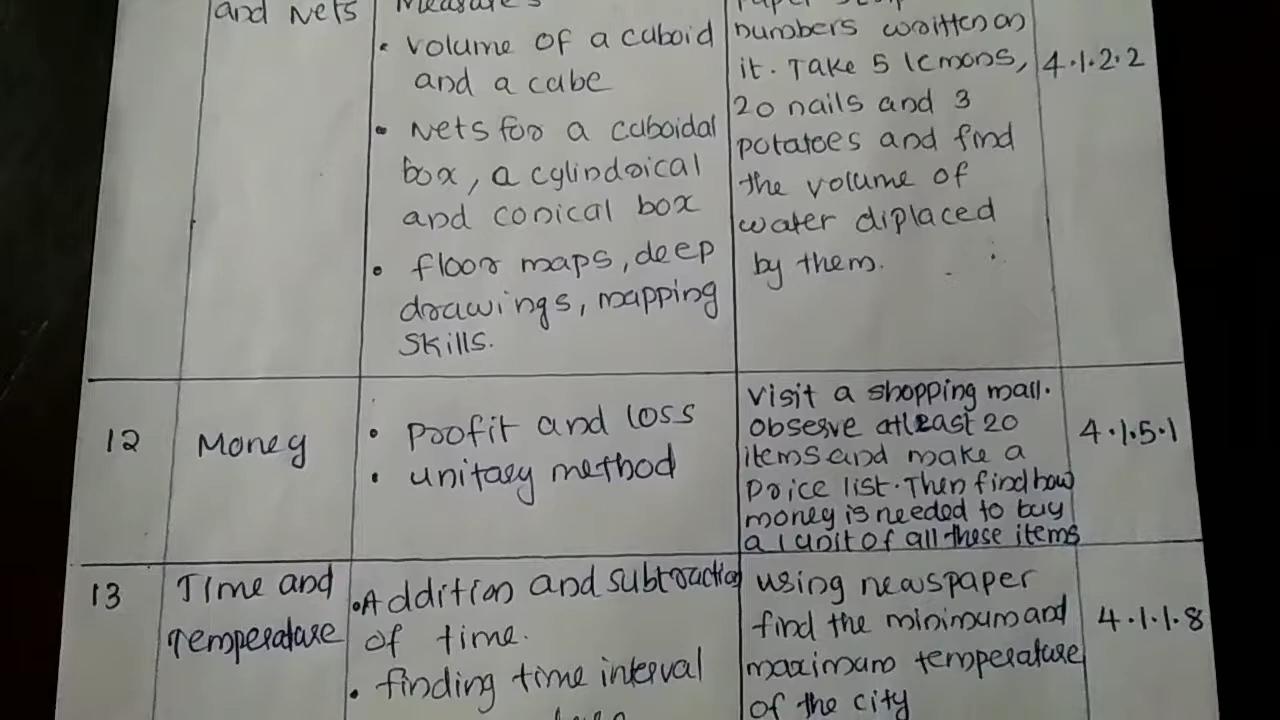 and Nets
Measures
• volume of a cuboid
and a cube
• Nets for a cuboidal
box, a cylindrical
and conical box
• floor maps, deep
drawings, mapping
skills.
numbers written on
it. Take 5 lemons,
20 nails and 3
potatoes and find
the volume of
water diplaced
by them.
4.1.2.2
12
Money
• profit and loss
• unitary method
visit a shopping mall.
observe atleast 20
items and make a
price list. Then find how
money is needed to buy
a 1 unit of all these items
4.1.5.1
13
Time and
Temperature
• Addition and subtraction
of time.
• finding time interval
using newspaper
find the minimum and
maximum temperature
of the city
4.1.1.8